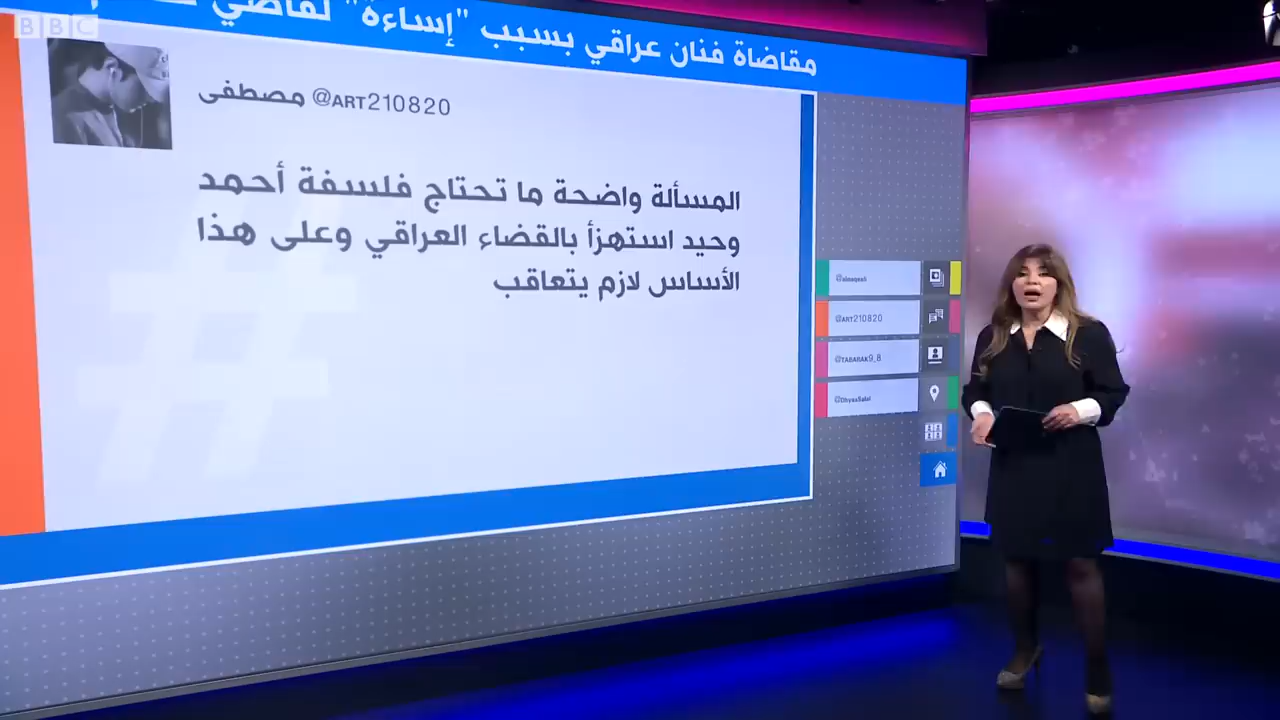 BBC
مقاضاة فنان عراقي بسبب "إساءة" لقاضي
مصطفى @ART210820
المسألة واضحة ما تحتاج فلسفة أحمد
وحيد استهزأ بالقضاء العراقي وعلى هذا
الأساس لازم يتعاقب
@ART210820
@TABARAK9_8